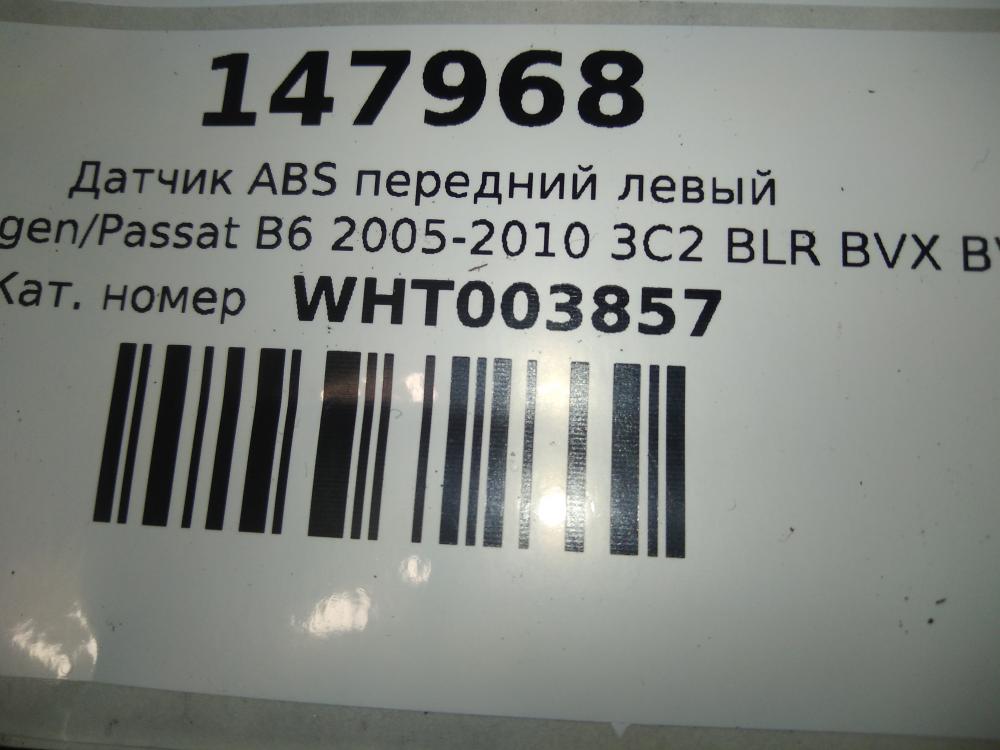 147968
Датчик ABS передний левый
gen/Passat B6 2005-2010 3C2 BLR BVX
Кат. номер WHT003857